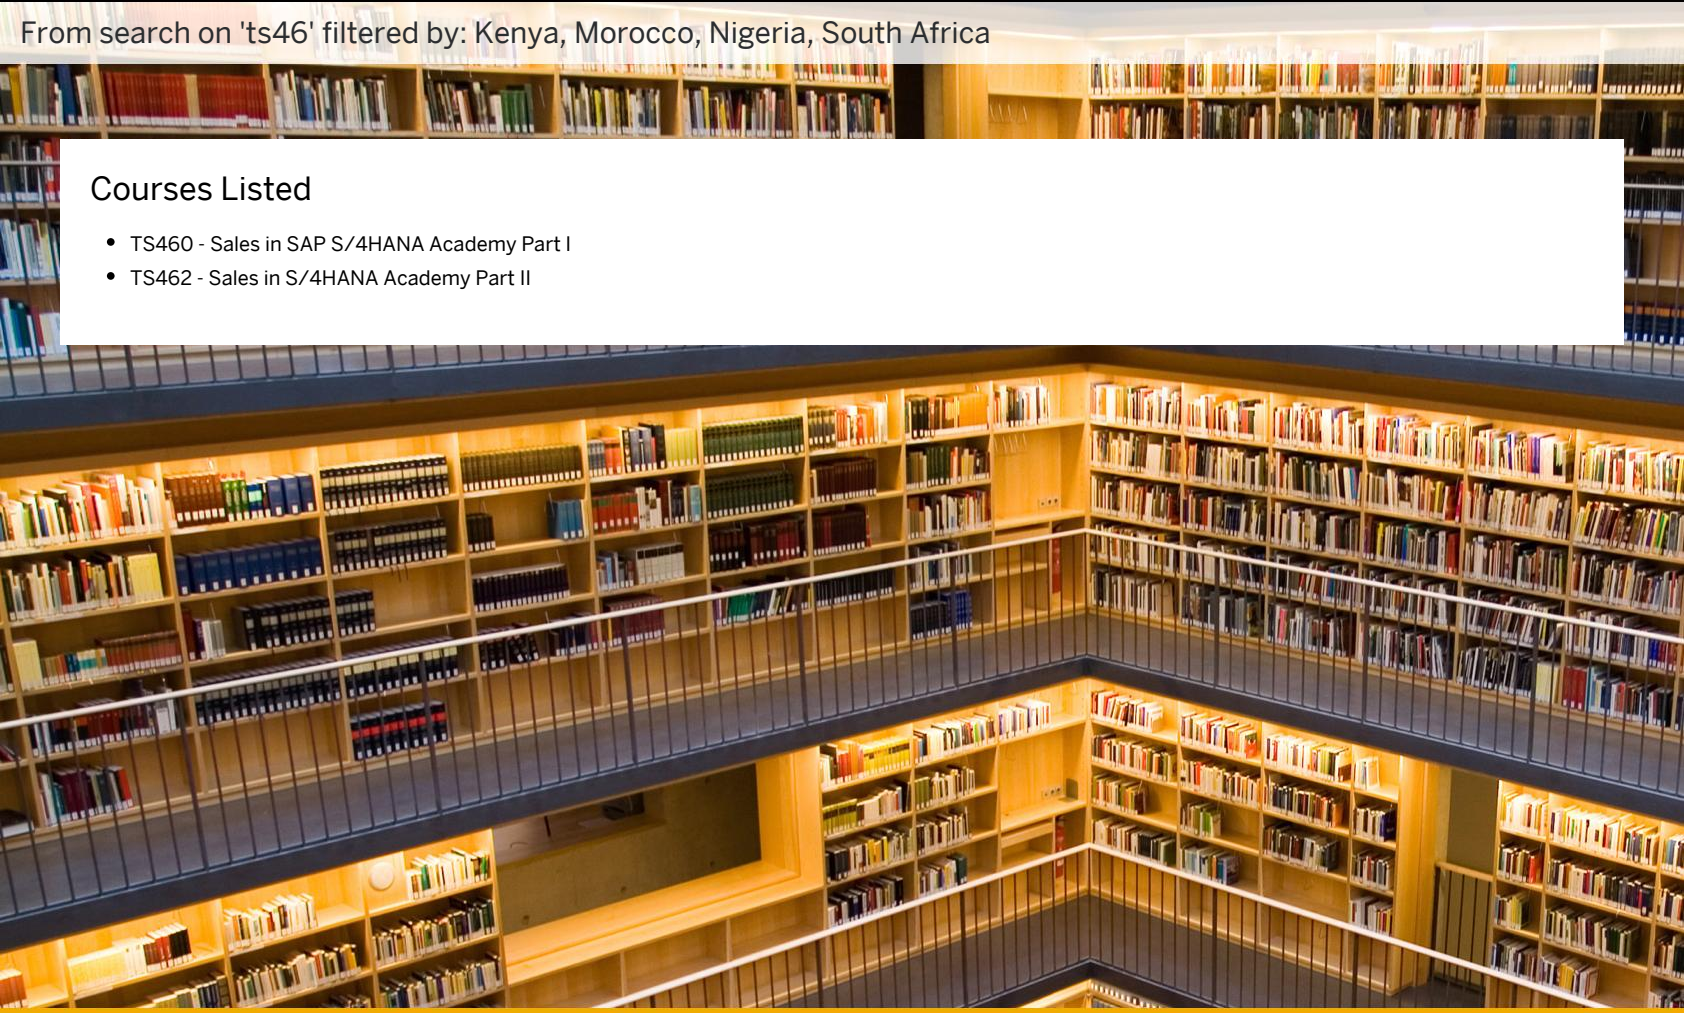 From search on 'ts46' filtered by: Kenya, Morocco, Nigeria, South Africa
Courses Listed
TS460 - Sales in SAP S/4HANA Academy Part I
TS462 - Sales in S/4HANA Academy Part II